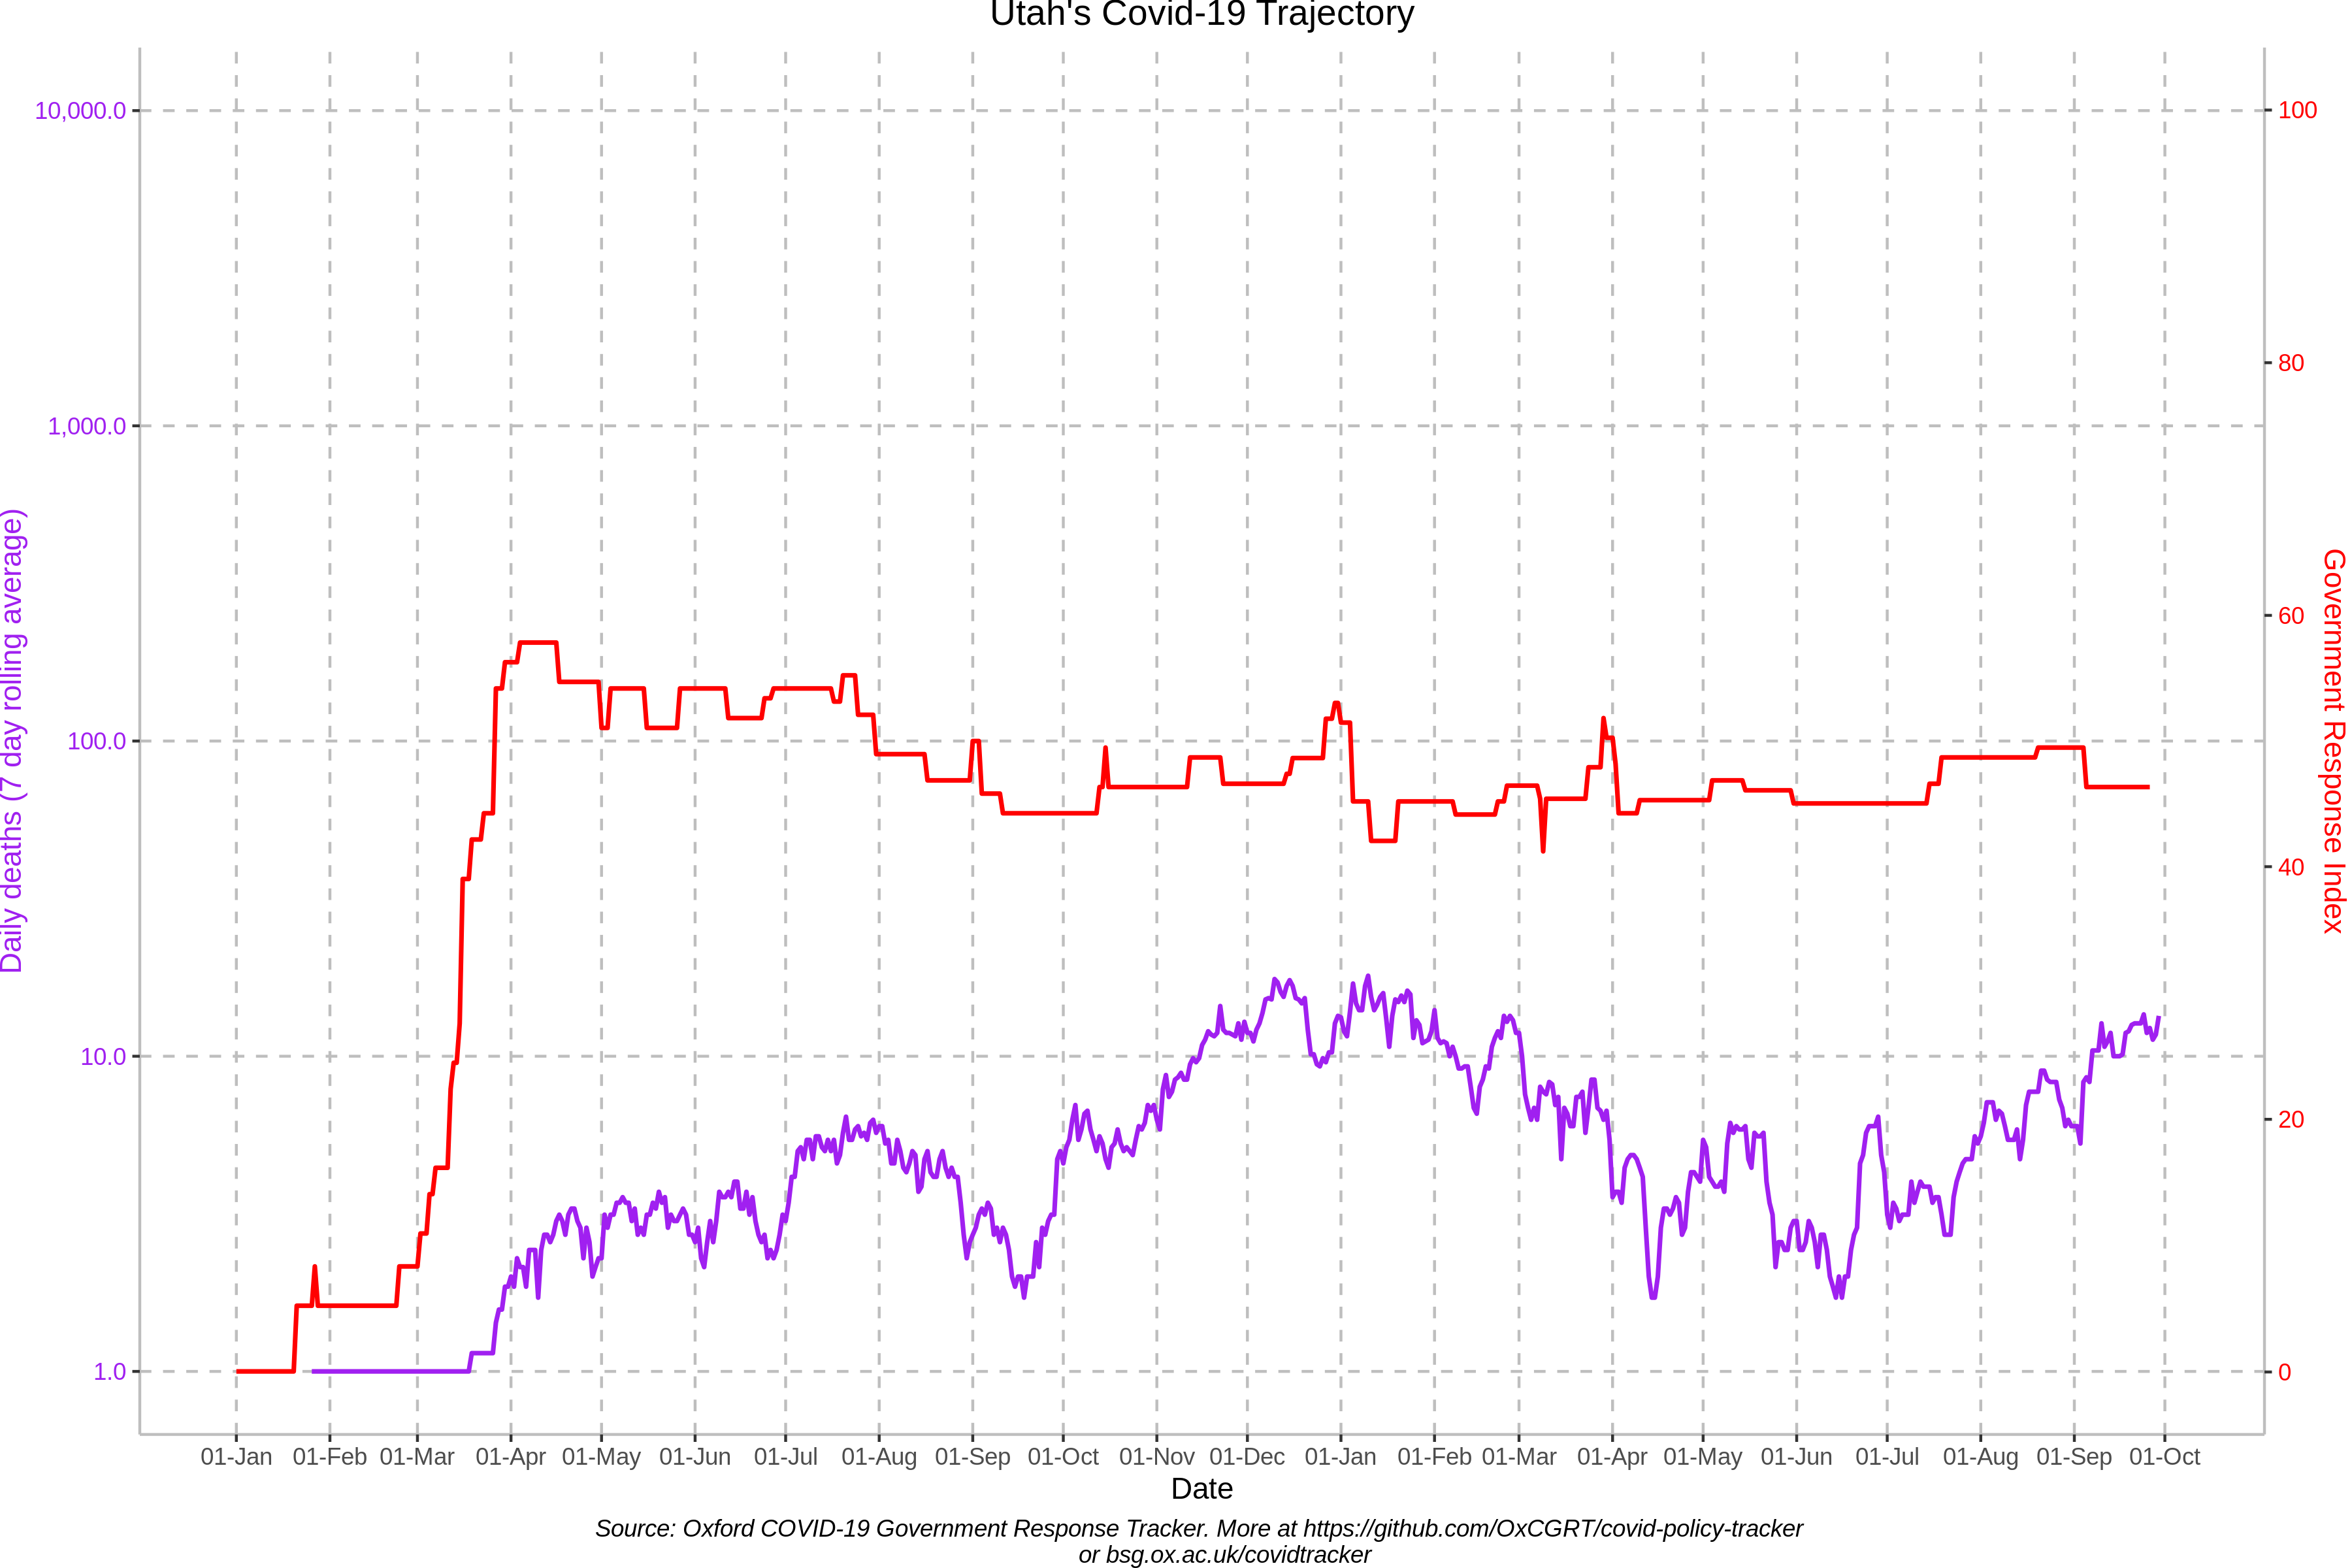 Utah's Covid-19 Trajectory
10,000.0
1,000.0
100.0
10.0
1.0
Daily deaths (7 day rolling average)
100
80
60
40
20
0
Government Response Index
01-Jan 01-Feb 01-Mar 01-Apr 01-May 01-Jun 01-Jul 01-Aug 01-Sep 01-Oct 01-Nov 01-Dec 01-Jan 01-Feb 01-Mar 01-Apr 01-May 01-Jun 01-Jul 01-Aug 01-Sep 01-Oct
Date
Source: Oxford COVID-19 Government Response Tracker. More at https://github.com/OxCGRT/covid-policy-tracker
or bsg.ox.ac.uk/covidtracker